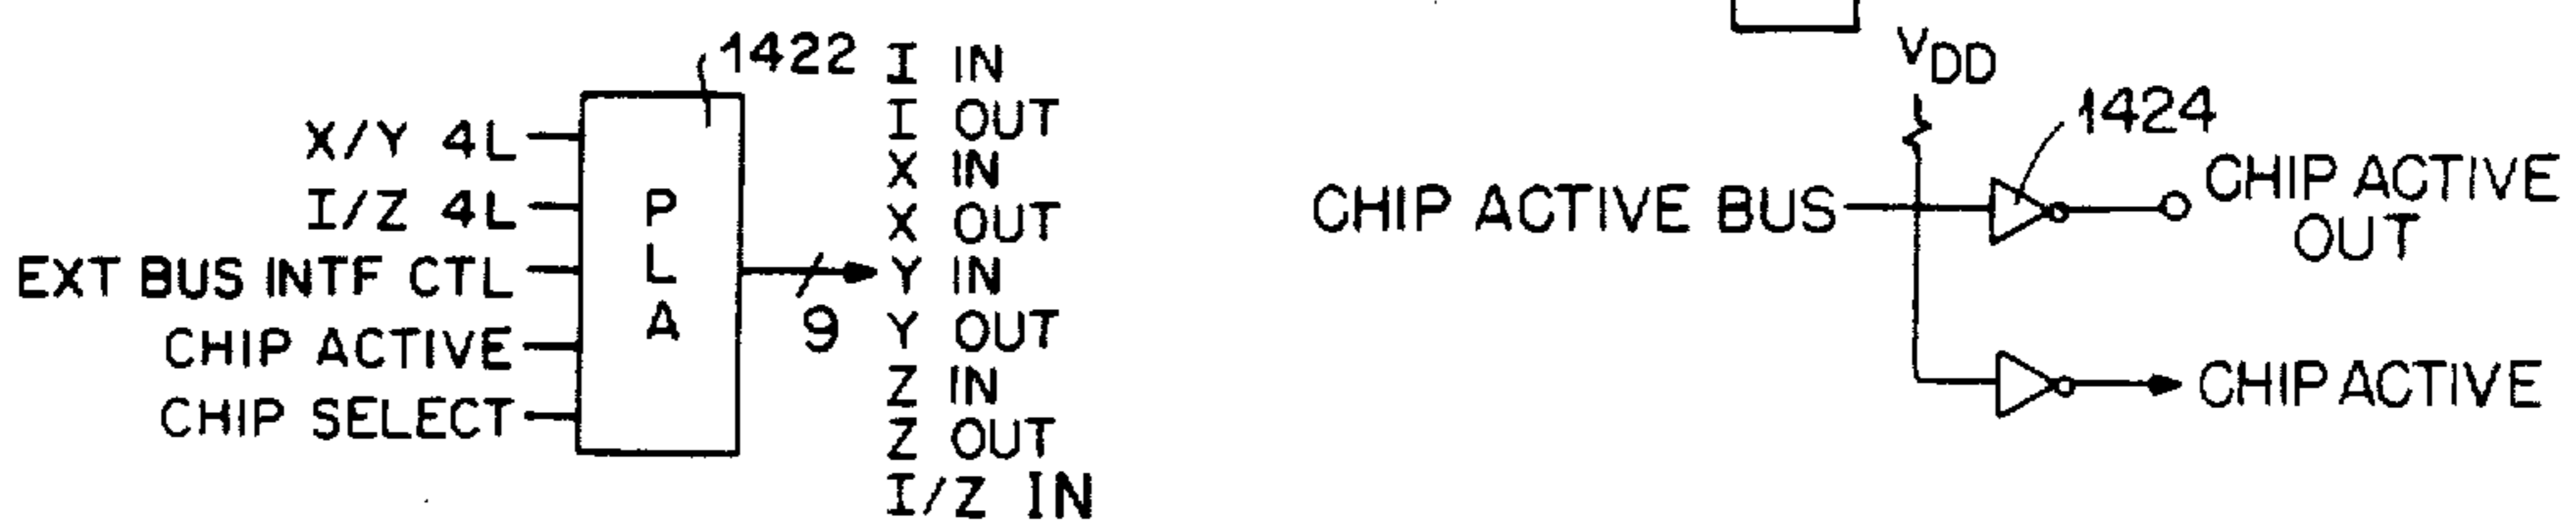 1422
X/Y 4L
I/Z 4L
EXT BUS INTF CTL
CHIP ACTIVE
CHIP SELECT
P
L
A
9
I IN
I OUT
X IN
X OUT
Y IN
Y OUT
Z IN
Z OUT
I/Z IN
VDD
1424
CHIP ACTIVE BUS
CHIP ACTIVE
OUT
CHIP ACTIVE